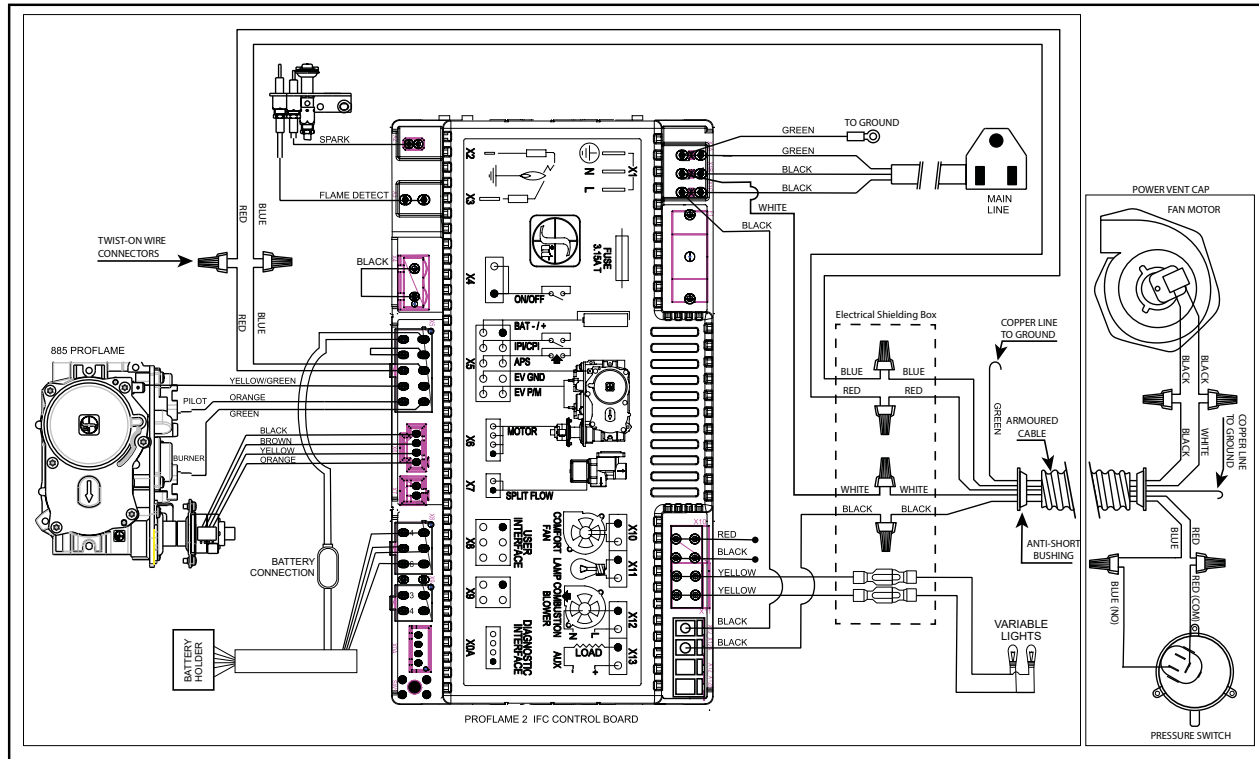 TO GROUND
GREEN
GREEN
BLACK
BLACK
MAIN
LINE
WHITE
BLACK
SPARK
FLAME DETECT
RED
BLUE
TWIST-ON WIRE
CONNECTORS
RED
BLUE
BLACK
X2
X3
X1
N
L
FUSE
3.15A T
X4
ON/OFF
BAT - / +
IPI/CPI
APS
EV GND
EV P/M
X5
MOTOR
X6
X7
SPLIT FLOW
USER
INTERFACE
X8
X9
DIAGNOSTIC
INTERFACE
X0A
COMFORT
FAN
X10
LAMP
X11
COMBUSTION
BLOWER
N
L
X12
LOAD
AUX
X13
885 PROFLAME
YELLOW/GREEN
PILOT
ORANGE
GREEN
BURNER
BLACK
BROWN
YELLOW
ORANGE
BATTERY
CONNECTION
BATTERY
HOLDER
PROFLAME 2 IFC CONTROL BOARD
X10
RED
BLACK
YELLOW
YELLOW
BLACK
BLACK
Electrical Shielding Box
BLUE
BLUE
RED
RED
WHITE
WHITE
BLACK
BLACK
VARIABLE
LIGHTS
COPPER LINE
TO GROUND
GREEN
ARMOURED
CABLE
ANTI-SHORT
BUSHING
POWER VENT CAP
FAN MOTOR
BLACK
BLACK
BLACK
WHITE
COPPER LINE
TO GROUND
BLUE
RED
BLUE (NO)
RED (COM)
PRESSURE SWITCH